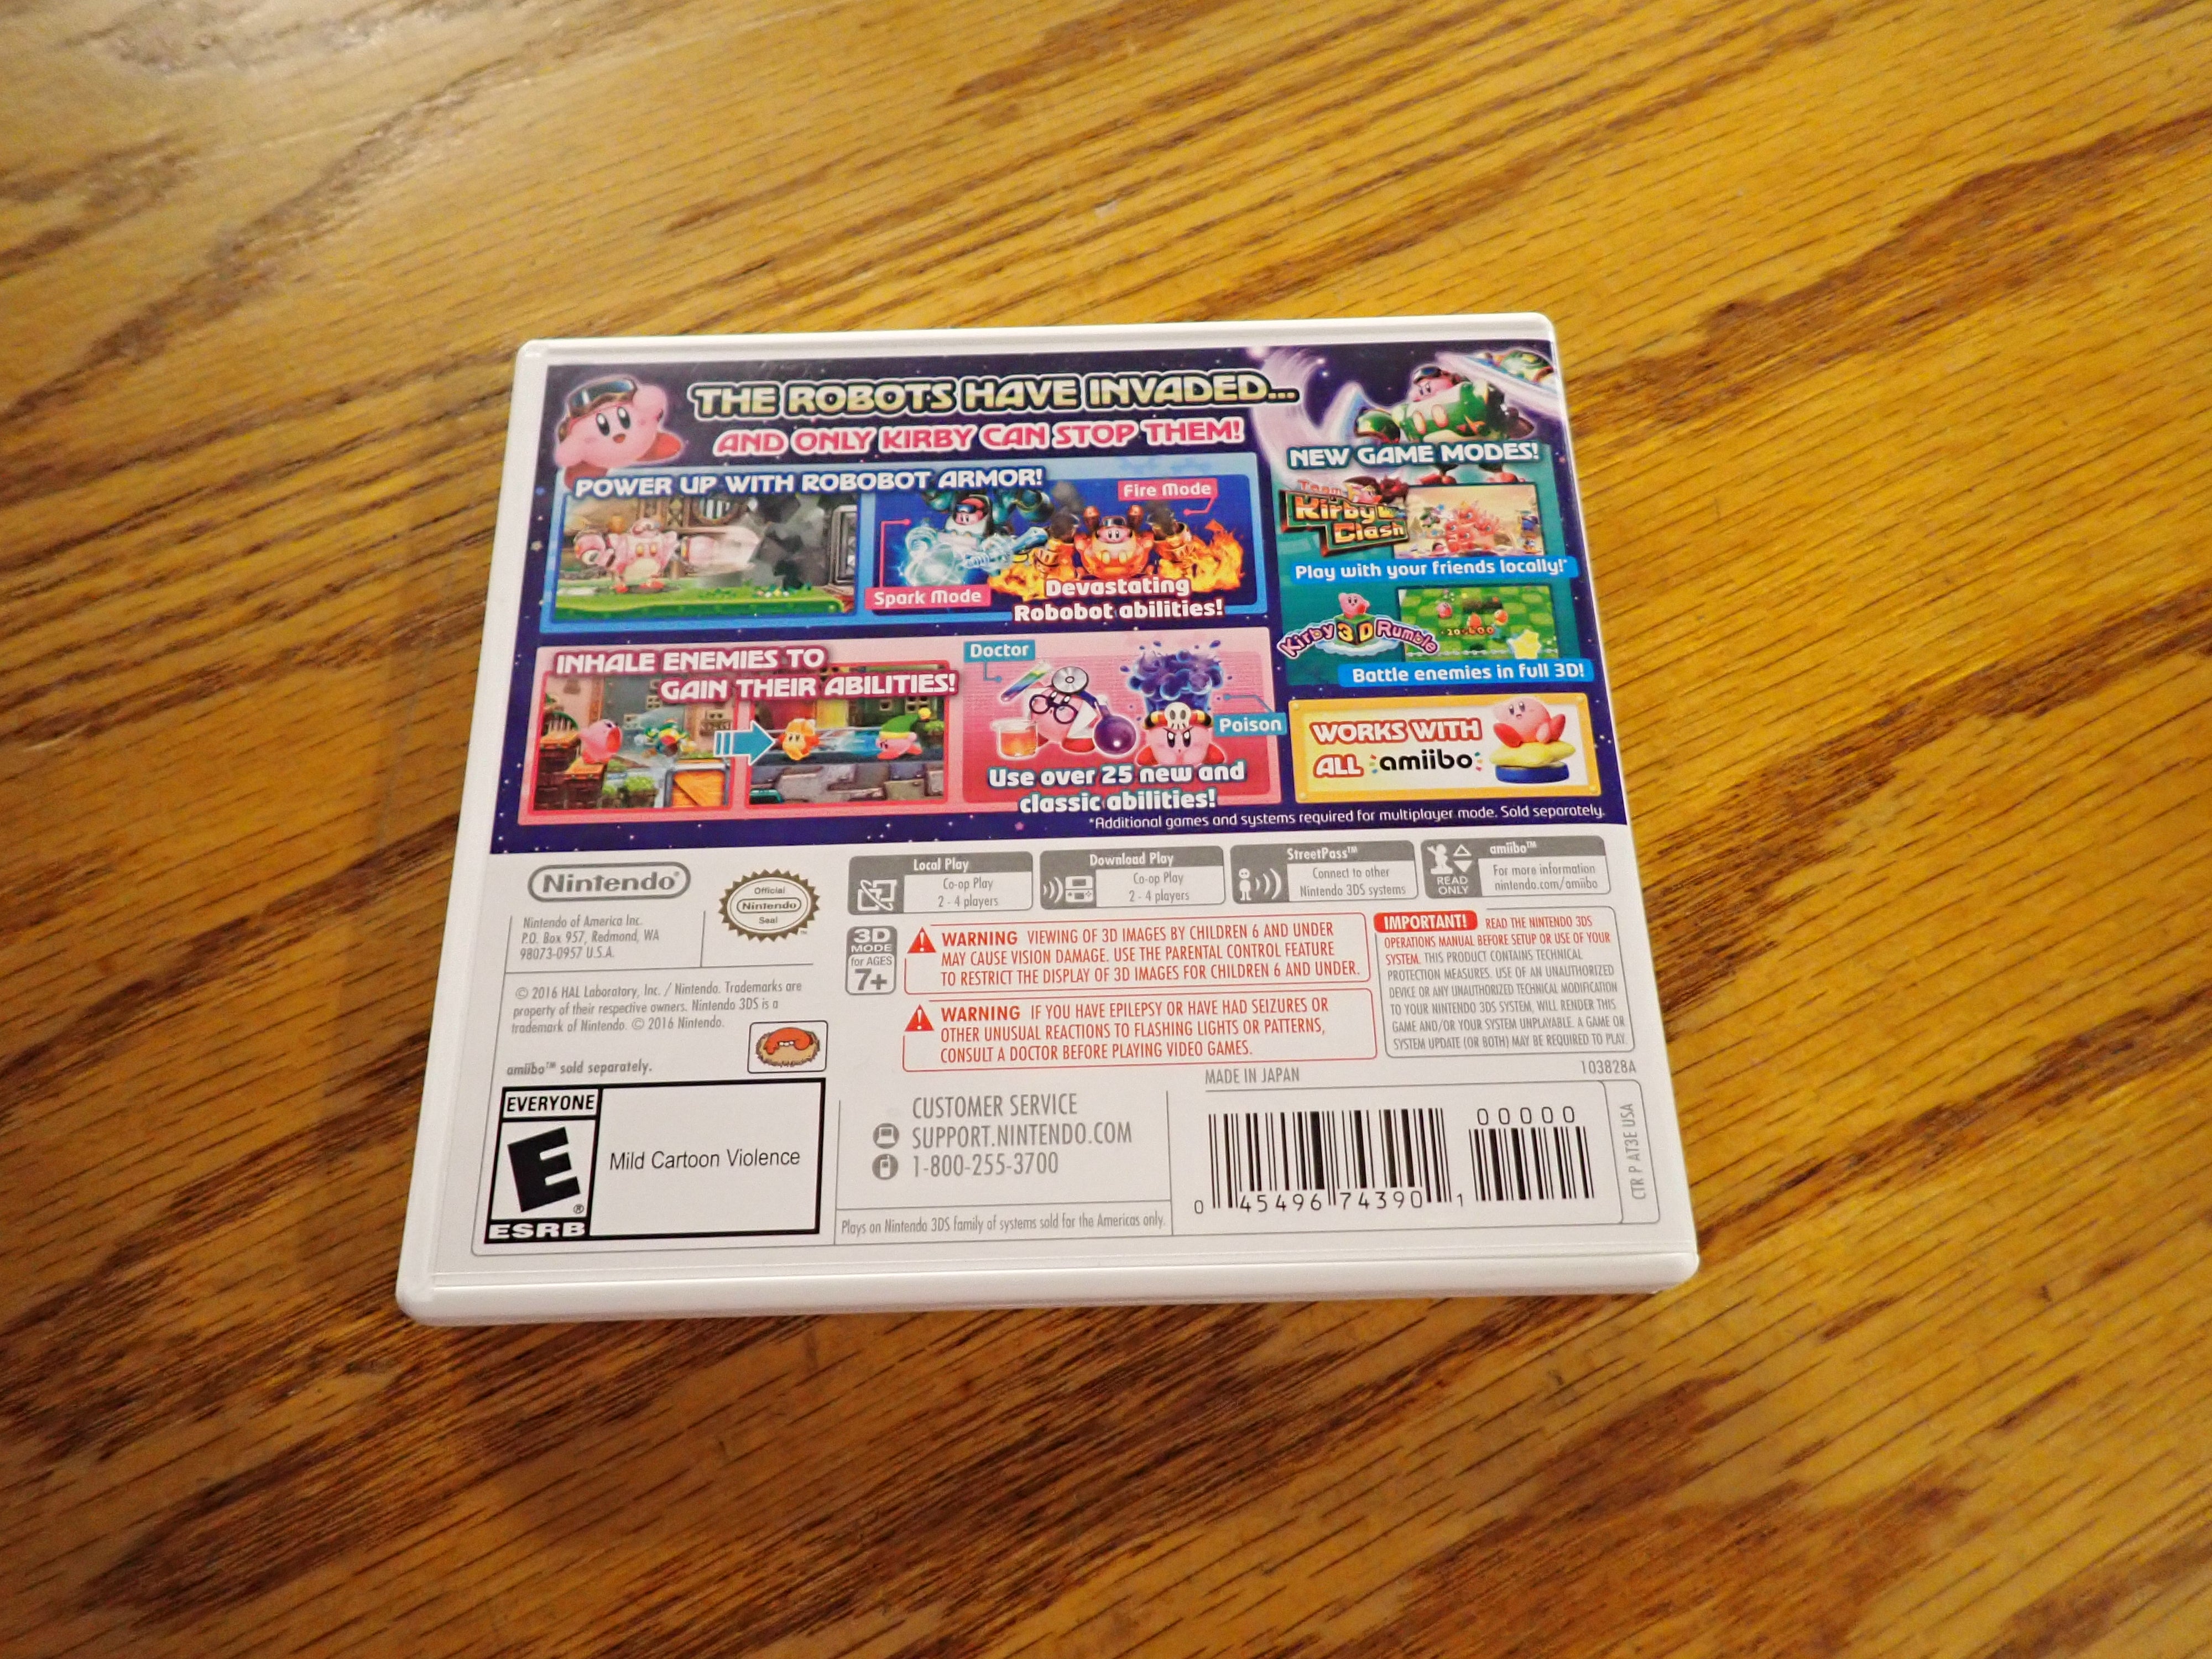 THE ROBOTS HAVE INVADED...
AND ONLY KIRBY CAN STOP THEM!
POWER UP WITH ROBOBOT ARMOR!
Fire Mode
Spark Mode
Devastating
Robobot abilities!
NEW GAME MODES!
Team
Kirby
Clash
Play with your friends locally!*
Kirby 3D Rumble
Battle enemies in full 3D!
INHALE ENEMIES TO
GAIN THEIR ABILITIES!
Doctor
Poison
Use over 25 new and
classic abilities!
WORKS WITH
ALL amiibo
*Additional games and systems required for multiplayer mode. Sold separately.
Nintendo
Official
Nintendo
Seal
Nintendo of America Inc.
P.O. Box 957, Redmond, WA
98073-0957 U.S.A.
© 2016 HAL Laboratory, Inc. / Nintendo. Trademarks are
property of their respective owners. Nintendo 3DS is a
trademark of Nintendo. © 2016 Nintendo.
amiibo™ sold separately.
Local Play
Co-op Play
2 - 4 players
Download Play
Co-op Play
2 - 4 players
StreetPass™
Connect to other
Nintendo 3DS systems
READ
ONLY
amiibo™
For more information
nintendo.com/amiibo
3D
MODE
for AGES
7+
WARNING VIEWING OF 3D IMAGES BY CHILDREN 6 AND UNDER
MAY CAUSE VISION DAMAGE. USE THE PARENTAL CONTROL FEATURE
TO RESTRICT THE DISPLAY OF 3D IMAGES FOR CHILDREN 6 AND UNDER.
WARNING IF YOU HAVE EPILEPSY OR HAVE HAD SEIZURES OR
OTHER UNUSUAL REACTIONS TO FLASHING LIGHTS OR PATTERNS,
CONSULT A DOCTOR BEFORE PLAYING VIDEO GAMES.
IMPORTANT! READ THE NINTENDO 3DS
OPERATIONS MANUAL BEFORE SETUP OR USE OF YOUR
SYSTEM. THIS PRODUCT CONTAINS TECHNICAL
PROTECTION MEASURES. USE OF AN UNAUTHORIZED
DEVICE OR ANY UNAUTHORIZED TECHNICAL MODIFICATION
TO YOUR NINTENDO 3DS SYSTEM, WILL RENDER THIS
GAME AND/OR YOUR SYSTEM UNPLAYABLE. A GAME OR
SYSTEM UPDATE (OR BOTH) MAY BE REQUIRED TO PLAY.
MADE IN JAPAN
103828A
EVERYONE
E
®
ESRB
Mild Cartoon Violence
CUSTOMER SERVICE
SUPPORT.NINTENDO.COM
1-800-255-3700
Plays on Nintendo 3DS family of systems sold for the Americas only.
00000
0 45496 74390 1
CTR P AT3E USA